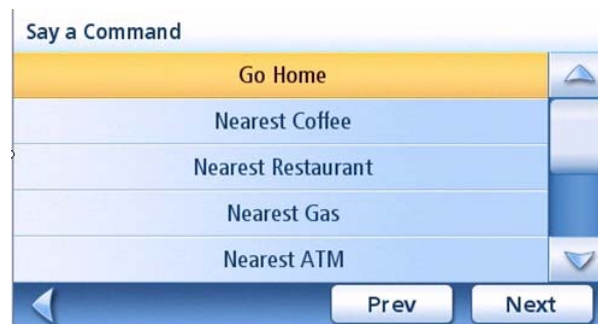 Say a Command
Go Home
Nearest Coffee
Nearest Restaurant
Nearest Gas
Nearest ATM
Prev Next